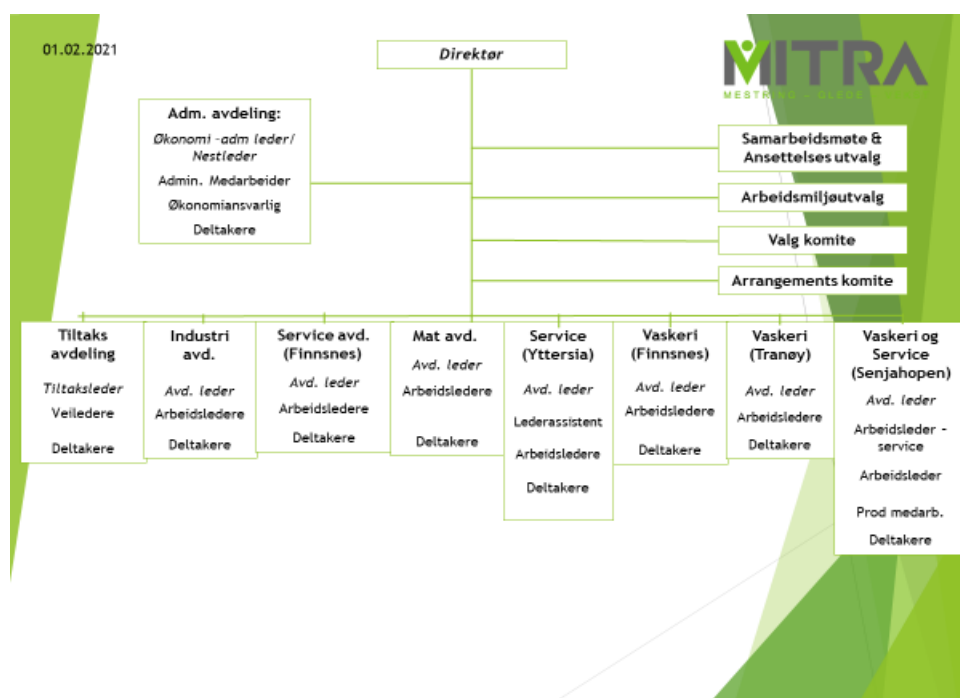 01.02.2021
Direktør
MITRA
MESTRING - GLEDE
Adm. avdeling:
Økonomi –adm leder/
Nestleder
Admin. Medarbeider
Økonomiansvarlig
Deltakere
Samarbeidsmøte &
Ansettelses utvalg
Arbeidsmiljøutvalg
Valg komite
Arrangements komite
Tiltaks
avdeling
Tiltaksleder
Veiledere
Deltakere
Industri
avd.
Avd. leder
Arbeidsledere
Deltakere
Service avd.
(Finnsnes)
Avd. leder
Arbeidsledere
Deltakere
Mat avd.
Avd. leder
Arbeidsledere
Deltakere
Service
(Yttersia)
Avd. leder
Lederassistent
Arbeidsledere
Deltakere
Vaskeri
(Finnsnes)
Avd. leder
Arbeidsledere
Deltakere
Vaskeri
(Tranøy)
Avd. leder
Arbeidsledere
Deltakere
Vaskeri og
Service
(Senjahopen)
Avd. leder
Arbeidsleder –
service
Arbeidsleder
Prod medarb.
Deltakere